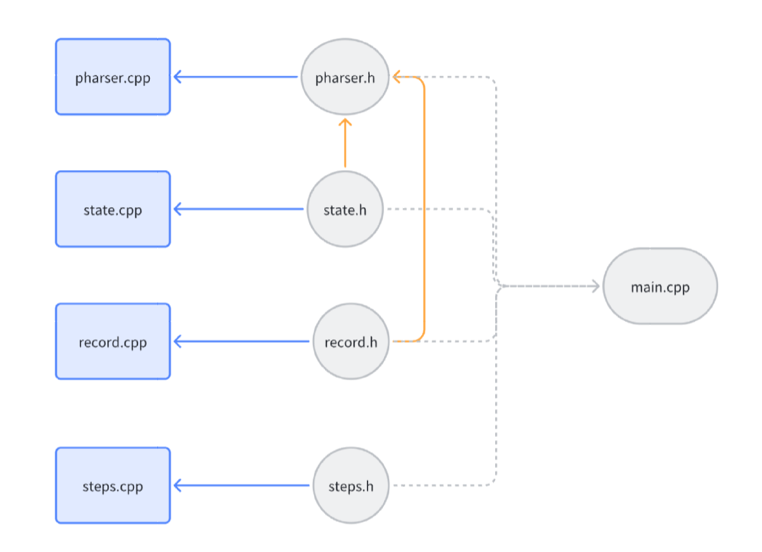 pharser.cpp
pharser.h
state.cpp
state.h
main.cpp
record.cpp
record.h
steps.cpp
steps.h